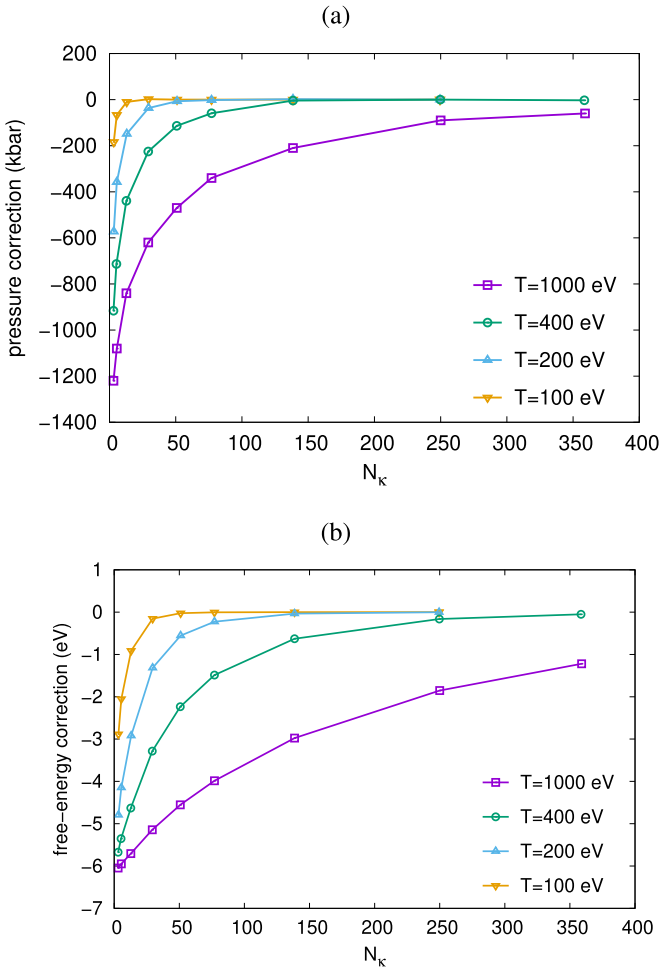 (a)
200
0
−200
−400
−600
−800
−1000
−1200
−1400
pressure correction (kbar)
T=1000 eV
T=400 eV
T=200 eV
T=100 eV
0 50 100 150 200 250 300 350 400
Nκ
(b)
1
0
−1
−2
−3
−4
−5
−6
−7
free−energy correction (eV)
T=1000 eV
T=400 eV
T=200 eV
T=100 eV
0 50 100 150 200 250 300 350 400
Nκ